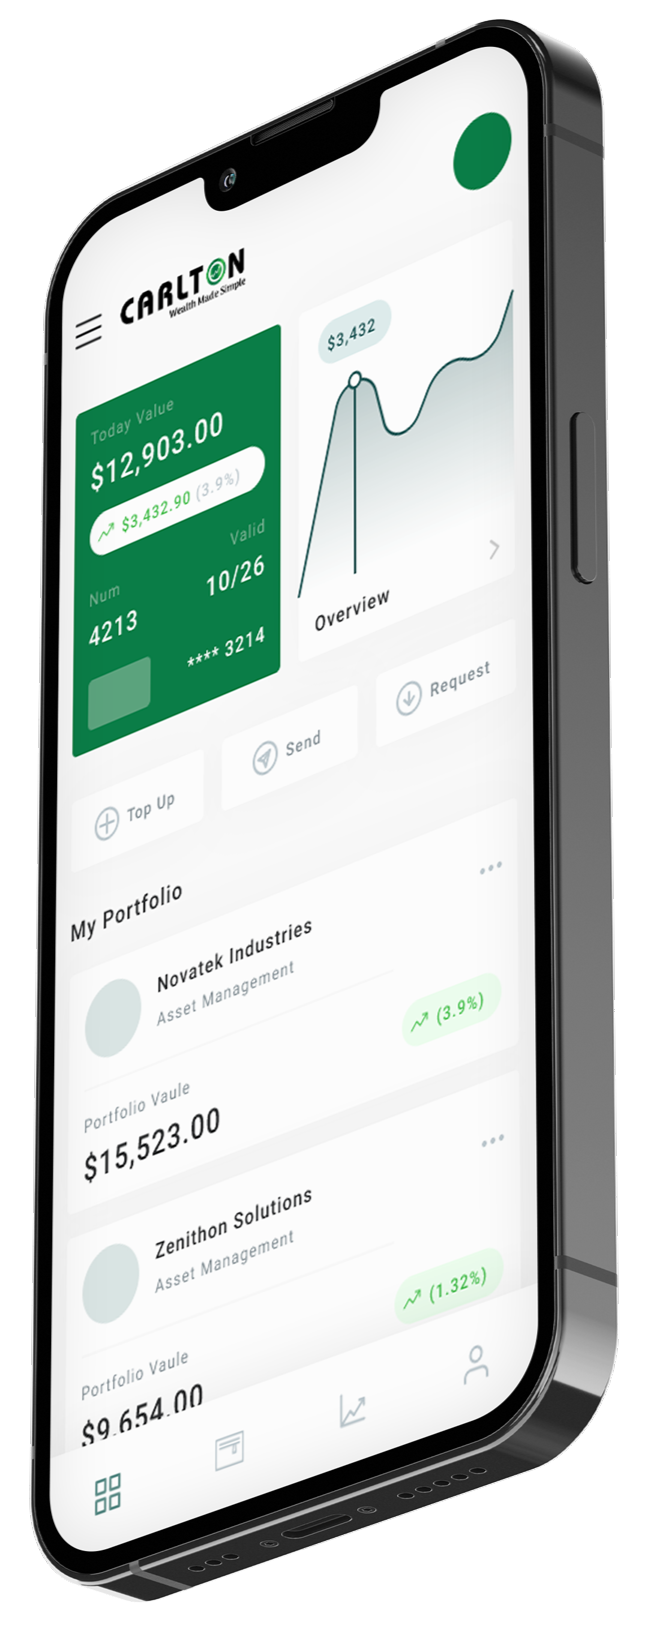 CARLTON
Wealth Made Simple
Today Value
$12,903.00
$3,432.90 (3.9%)
Valid
Num
10/26
4213
**** 3214
$3,432
Overview
Top Up
Send
Request
My Portfolio
Novatek Industries
Asset Management
(3.9%)
Portfolio Vaule
$15,523.00
Zenithon Solutions
Asset Management
(1.32%)
Portfolio Vaule
$9,654.00